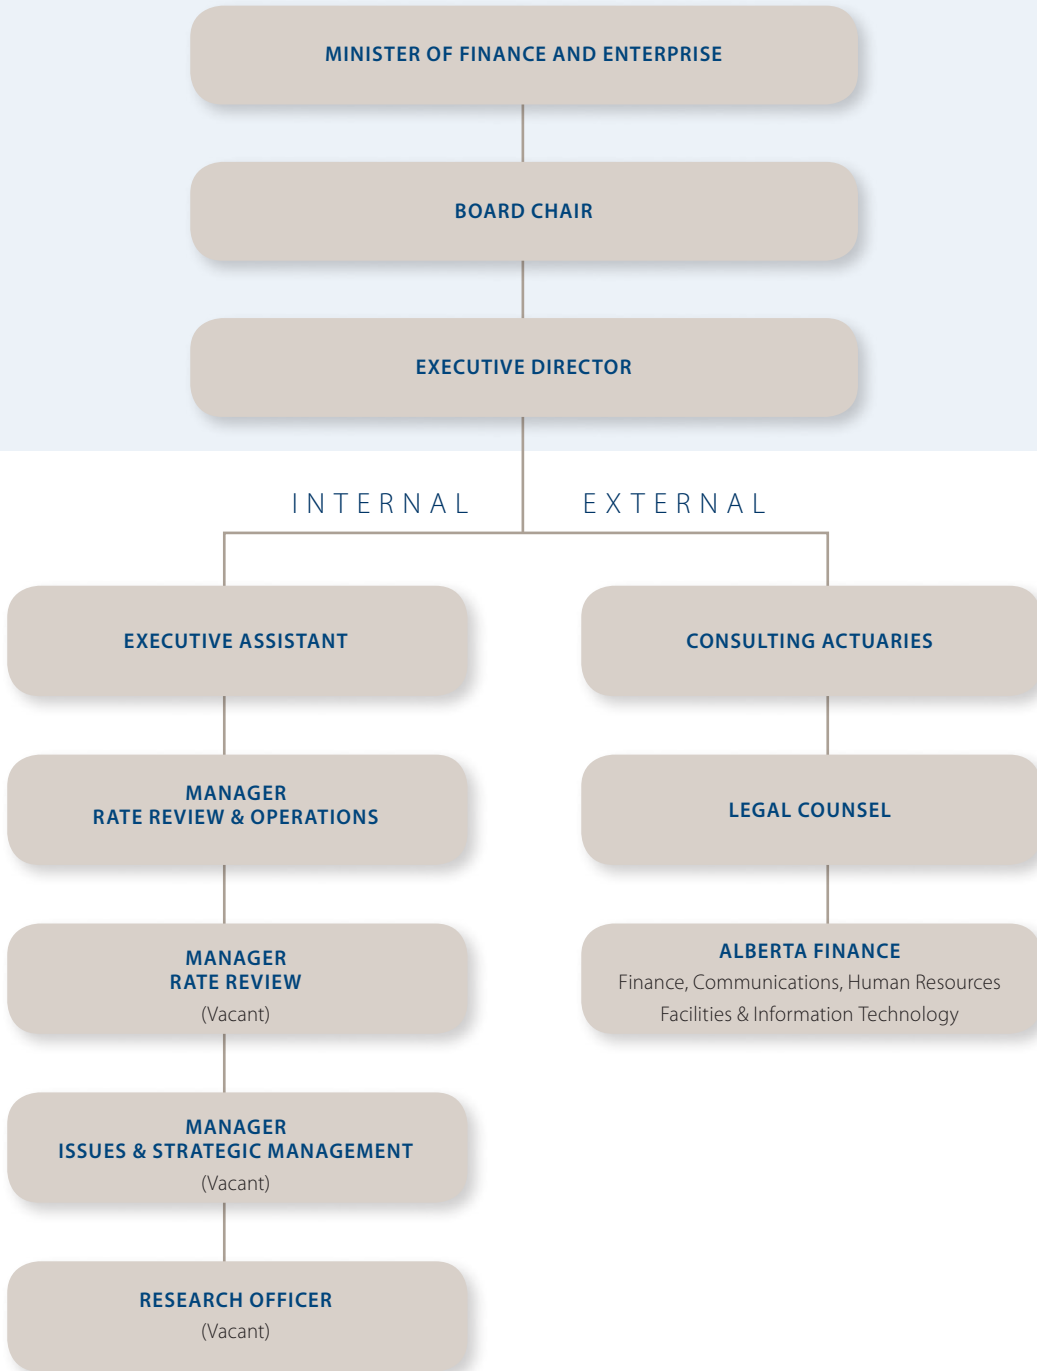 MINISTER OF FINANCE AND ENTERPRISE
BOARD CHAIR
EXECUTIVE DIRECTOR
INTERNAL
EXTERNAL
EXECUTIVE ASSISTANT
MANAGER
RATE REVIEW & OPERATIONS
MANAGER
RATE REVIEW
(Vacant)
MANAGER
ISSUES & STRATEGIC MANAGEMENT
(Vacant)
RESEARCH OFFICER
(Vacant)
CONSULTING ACTUARIES
LEGAL COUNSEL
ALBERTA FINANCE
Finance, Communications, Human Resources
Facilities & Information Technology